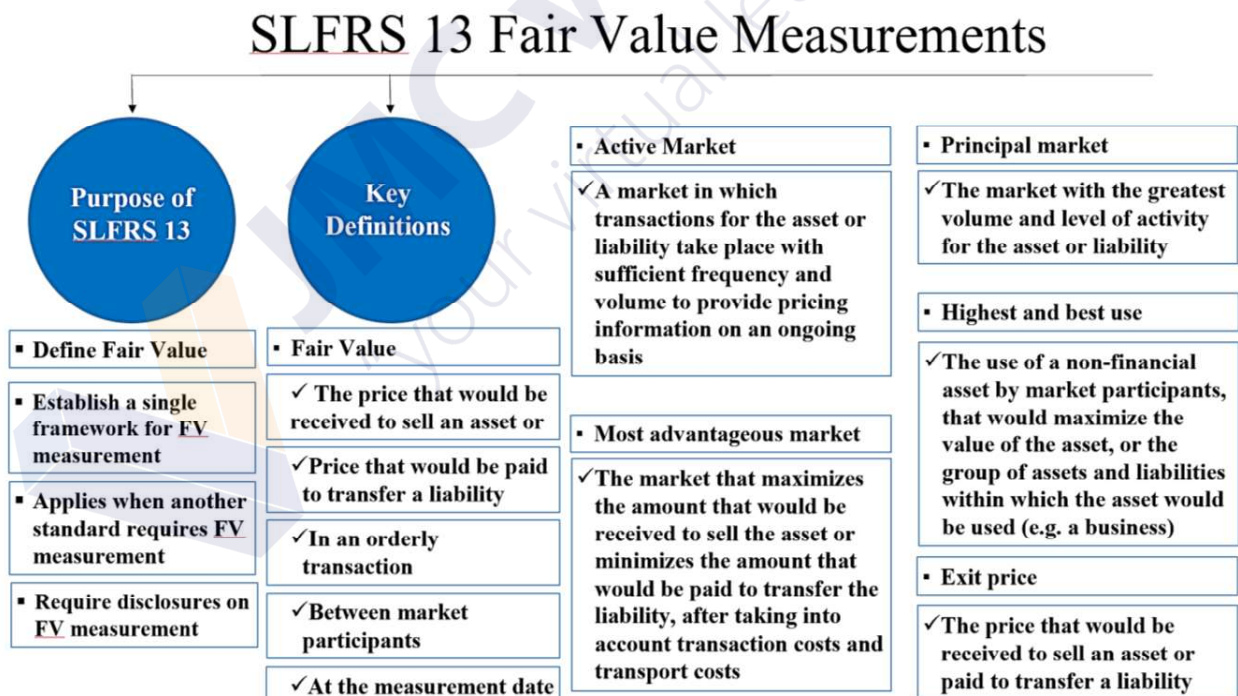 SLFRS 13 Fair Value Measurements
Purpose of
SLFRS 13
▪ Define Fair Value
▪ Establish a single
framework for FV
measurement
▪ Applies when another
standard requires FV
measurement
▪ Require disclosures on
FV measurement
Key
Definitions
▪ Fair Value
✓ The price that would be
received to sell an asset or
✓Price that would be paid
to transfer a liability
✓In an orderly
transaction
✓Between market
participants
✓At the measurement date
▪ Active Market
✓A market in which
transactions for the asset or
liability take place with
sufficient frequency and
volume to provide pricing
information on an ongoing
basis
▪ Most advantageous market
✓The market that maximizes
the amount that would be
received to sell the asset or
minimizes the amount that
would be paid to transfer the
liability, after taking into
account transaction costs and
transport costs
▪ Principal market
✓The market with the greatest
volume and level of activity
for the asset or liability
▪ Highest and best use
✓The use of a non-financial
asset by market participants,
that would maximize the
value of the asset, or the
group of assets and liabilities
within which the asset would
be used (e.g. a business)
▪ Exit price
✓The price that would be
received to sell an asset or
paid to transfer a liability
JMC
"your virtual